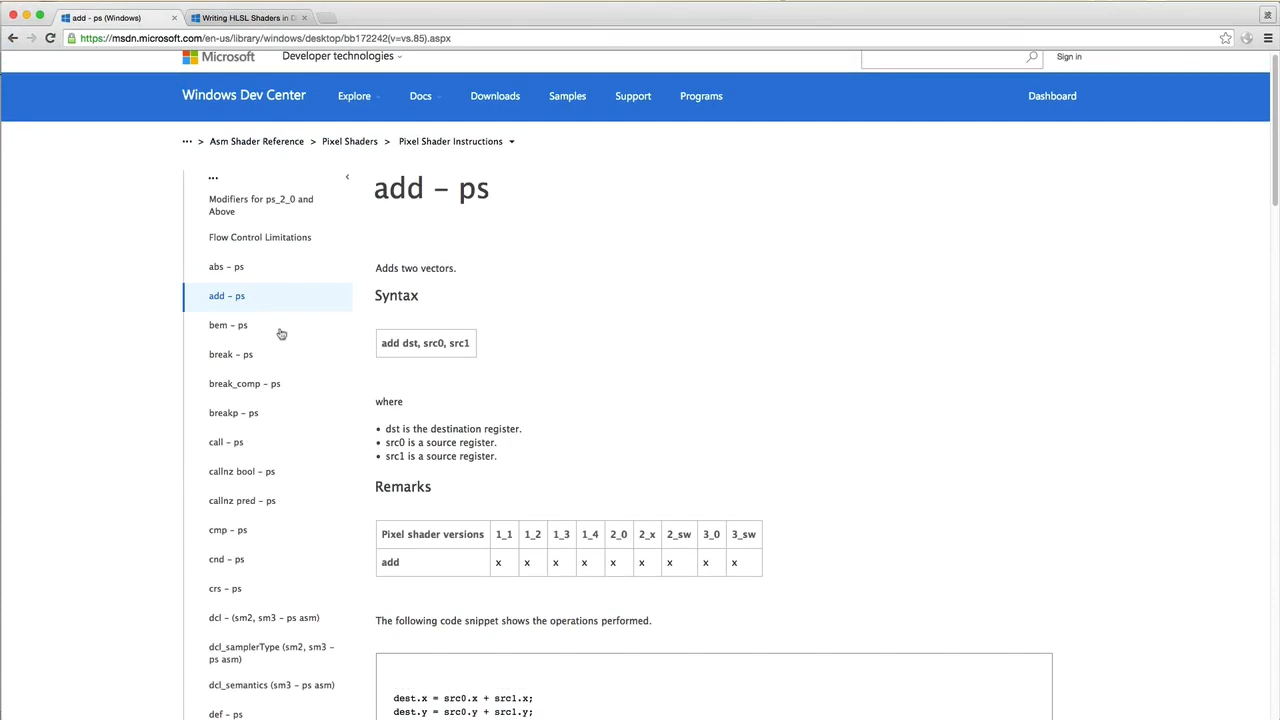 add - ps (Windows)
Writing HLSL Shaders in D
https://msdn.microsoft.com/en-us/library/windows/desktop/bb172242(v=vs.85).aspx
Microsoft
Developer technologies
Sign in
Windows Dev Center
Explore
Docs
Downloads
Samples
Support
Programs
Dashboard
... > Asm Shader Reference > Pixel Shaders > Pixel Shader Instructions
...
Modifiers for ps_2_0 and
Above
Flow Control Limitations
abs - ps
add - ps
bem - ps
break - ps
break_comp - ps
breakp - ps
call - ps
callnz bool - ps
callnz pred - ps
cmp - ps
cnd - ps
crs - ps
dcl - (sm2, sm3 - ps asm)
dcl_samplerType (sm2, sm3 -
ps asm)
dcl_semantics (sm3 - ps asm)
def - ps
add - ps
Adds two vectors.
Syntax
add dst, src0, src1
where
• dst is the destination register.
• src0 is a source register.
• src1 is a source register.
Remarks
Pixel shader versions 1_1 1_2 1_3 1_4 2_0 2_x 2_sw 3_0 3_sw
add x x x x x x x x x
The following code snippet shows the operations performed.
dest.x = src0.x + src1.x;
dest.y = src0.y + src1.y;